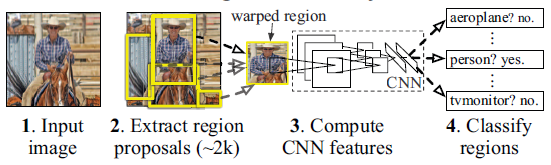 warped region
aeroplane? no.
person? yes.
CNN
tvmonitor? no.
1. Input image
2. Extract region proposals (~2k)
3. Compute CNN features
4. Classify regions